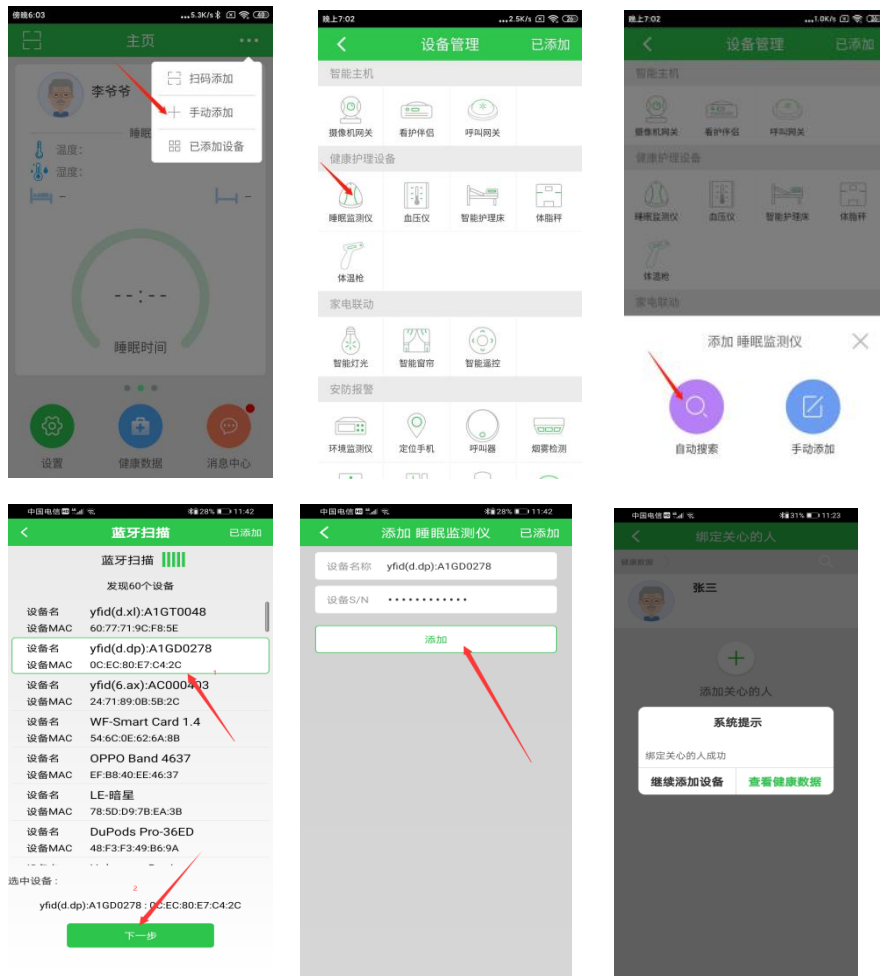 傍晚6:03
...5.3K/s
主页
李爷爷
扫码添加
手动添加
已添加设备
睡眠
温度:
湿度:
--:--
睡眠时间
设置
健康数据
消息中心
晚上7:02
...2.5K/s
设备管理
已添加
智能主机
摄像机网关
看护伴侣
呼叫网关
健康护理设备
睡眠监测仪
血压仪
智能护理床
体脂秤
体温枪
家电联动
智能灯光
智能窗帘
智能遥控
安防报警
环境监测仪
定位手机
呼叫器
烟雾检测
晚上7:02
...1.0K/s
设备管理
已添加
智能主机
摄像机网关
看护伴侣
呼叫网关
健康护理设备
睡眠监测仪
血压仪
智能护理床
体脂秤
体温枪
家电联动
添加 睡眠监测仪
自动搜索
手动添加
中国电信
28%
11:42
蓝牙扫描
已添加
蓝牙扫描
发现60个设备
设备名 yfid(d.xl):A1GT0048
设备MAC 60:77:71:9C:F8:5E
设备名 yfid(d.dp):A1GD0278
设备MAC 0C:EC:80:E7:C4:2C
1
设备名 yfid(6.ax):AC000403
设备MAC 24:71:89:0B:5B:2C
设备名 WF-Smart Card 1.4
设备MAC 54:6C:0E:62:6A:8B
设备名 OPPO Band 4637
设备MAC EF:B8:40:EE:46:37
设备名 LE-暗星
设备MAC 78:5D:D9:7B:EA:3B
设备名 DuPods Pro-36ED
设备MAC 48:F3:F3:49:B6:9A
选中设备:
2
yfid(d.dp):A1GD0278 : 0C:EC:80:E7:C4:2C
下一步
中国电信
28%
11:42
添加 睡眠监测仪
已添加
设备名称 yfid(d.dp):A1GD0278
设备S/N ············
添加
中国电信
31%
11:23
绑定关心的人
健康数据
张三
添加关心的人
系统提示
绑定关心的人成功
继续添加设备
查看健康数据